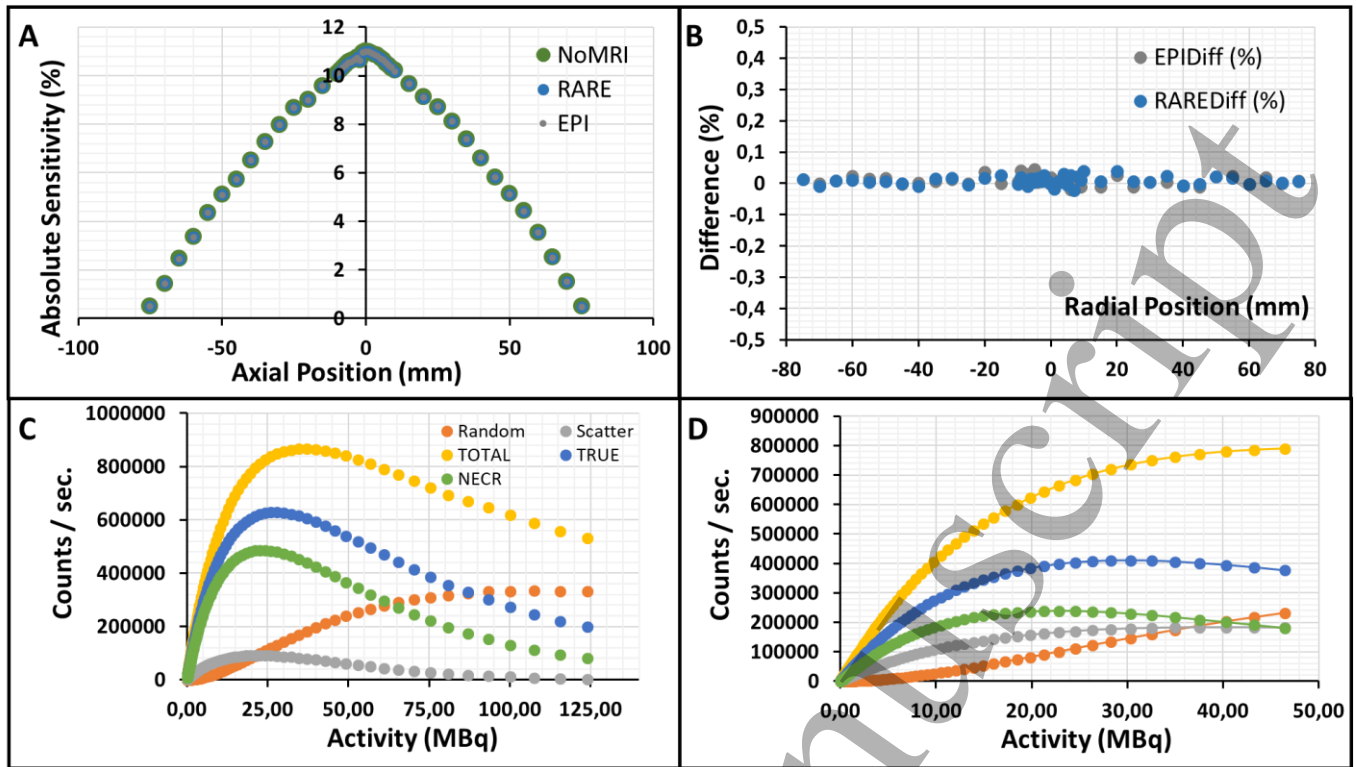 A
Absolute Sensitivity (%)
12
10
8
6
4
2
0
-100
-50
0
50
100
Axial Position (mm)
NoMRI
RARE
EPI
B
Difference (%)
0,5
0,4
0,3
0,2
0,1
0
-0,1
-0,2
-0,3
-0,4
-0,5
EPIDiff (%)
RAREDiff (%)
Radial Position (mm)
-80
-60
-40
-20
0
20
40
60
80
C
Counts / sec.
1000000
800000
600000
400000
200000
0
Random
Scatter
TOTAL
TRUE
NECR
0,00
25,00
50,00
75,00
100,00
125,00
Activity (MBq)
D
Counts / sec.
900000
800000
700000
600000
500000
400000
300000
200000
100000
0
0,00
10,00
20,00
30,00
40,00
50,00
Activity (MBq)
nuscript